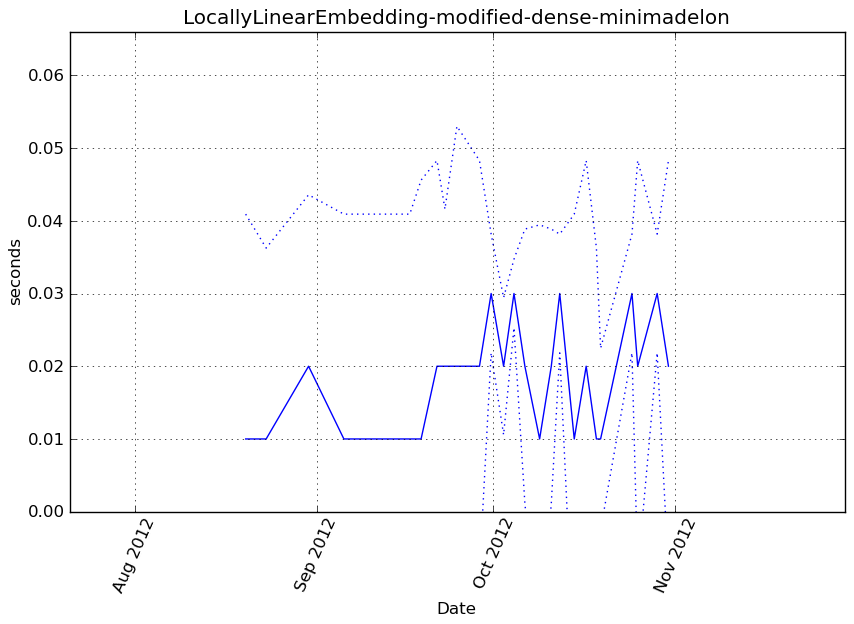 LocallyLinearEmbedding-modified-dense-minimadelon
0.06
0.05
0.04
0.03
0.02
0.01
0.00
seconds
Aug 2012
Sep 2012
Oct 2012
Nov 2012
Date